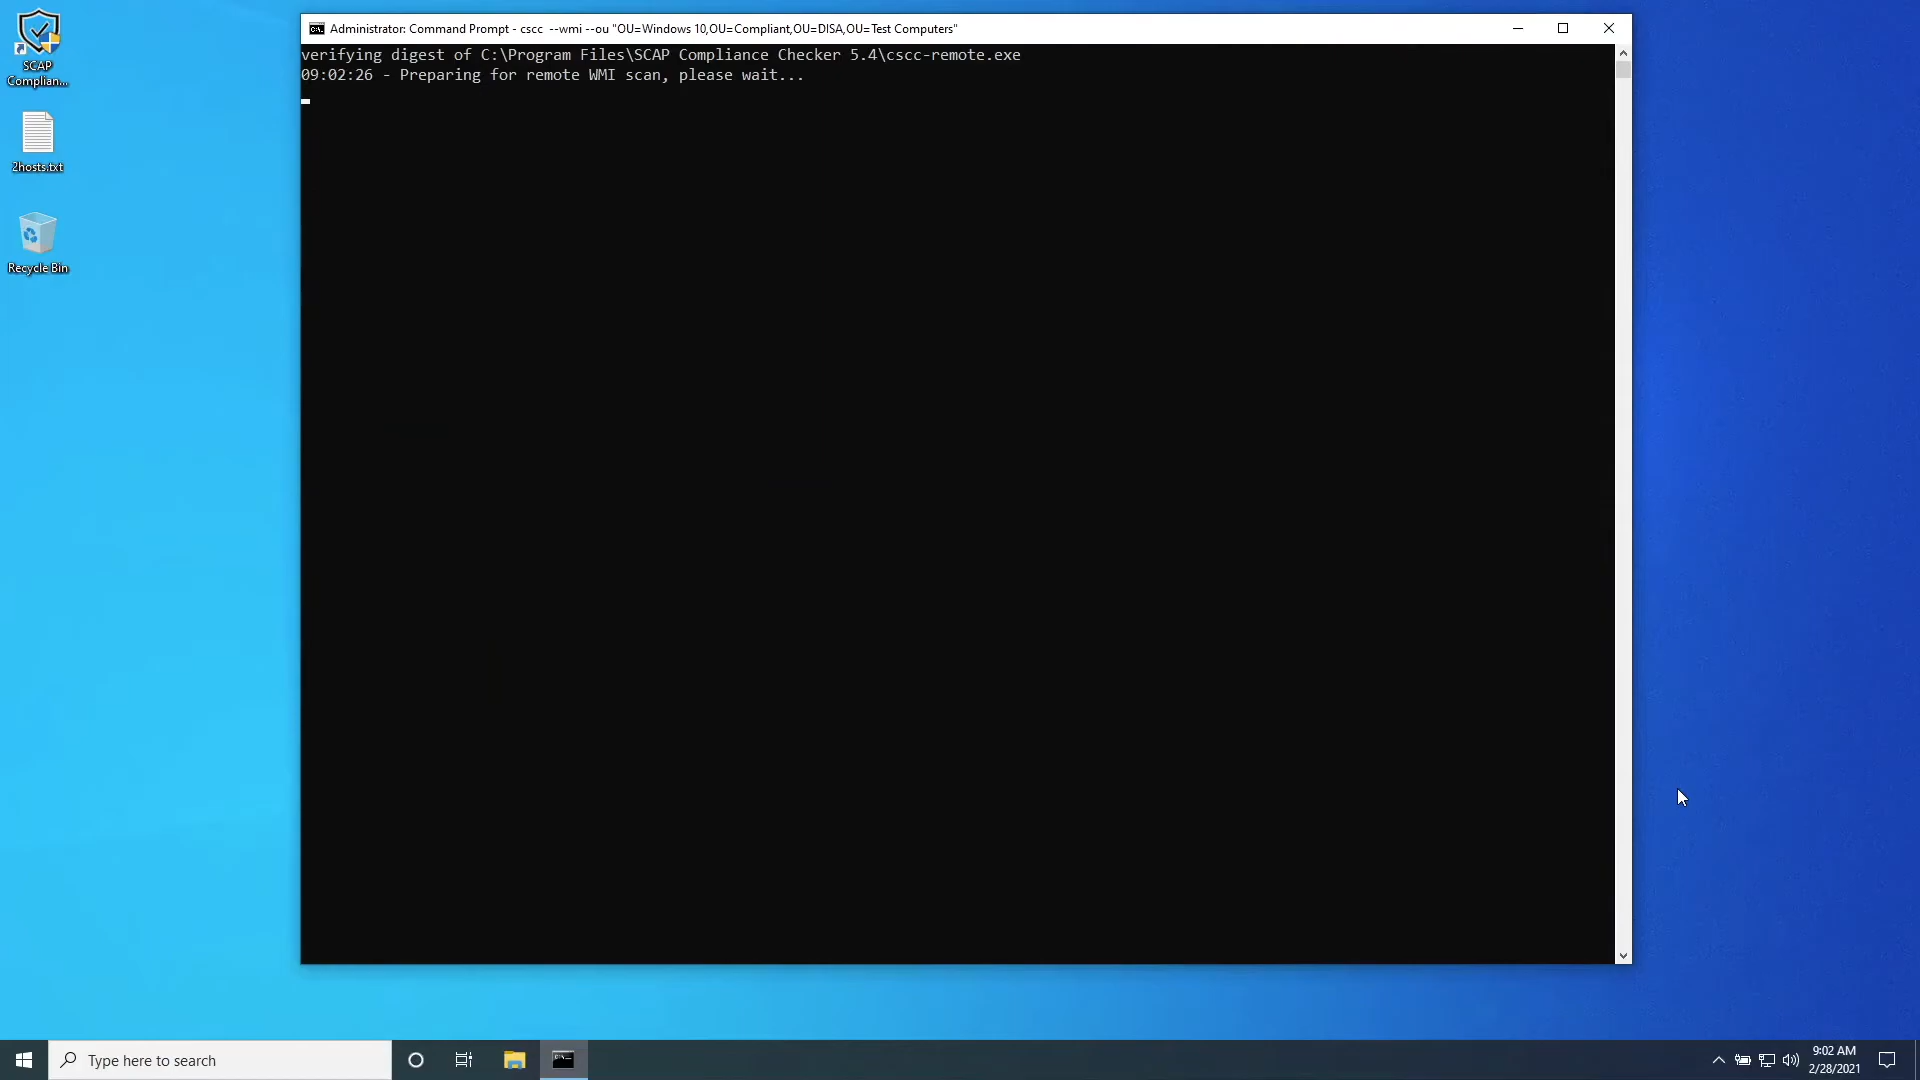 Administrator: Command Prompt - cscc  --wmi --ou "OU=Windows 10,OU=Compliant,OU=DISA,OU=Test Computers"
verifying digest of C:\Program Files\SCAP Compliance Checker 5.4\cscc-remote.exe
09:02:26 - Preparing for remote WMI scan, please wait...
SCAP
Complian...
2hosts.txt
Recycle Bin
Type here to search
9:02 AM
2/28/2021